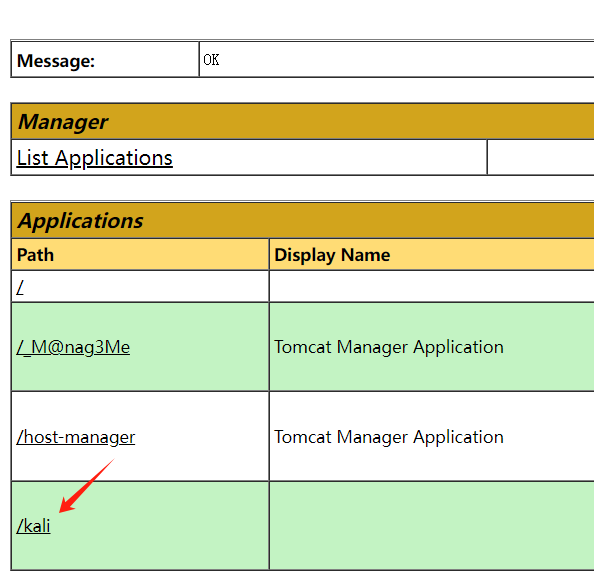 Message: OK
Manager
List Applications
Applications
Path Display Name
/
/_M@nag3Me Tomcat Manager Application
/host-manager Tomcat Manager Application
/kali